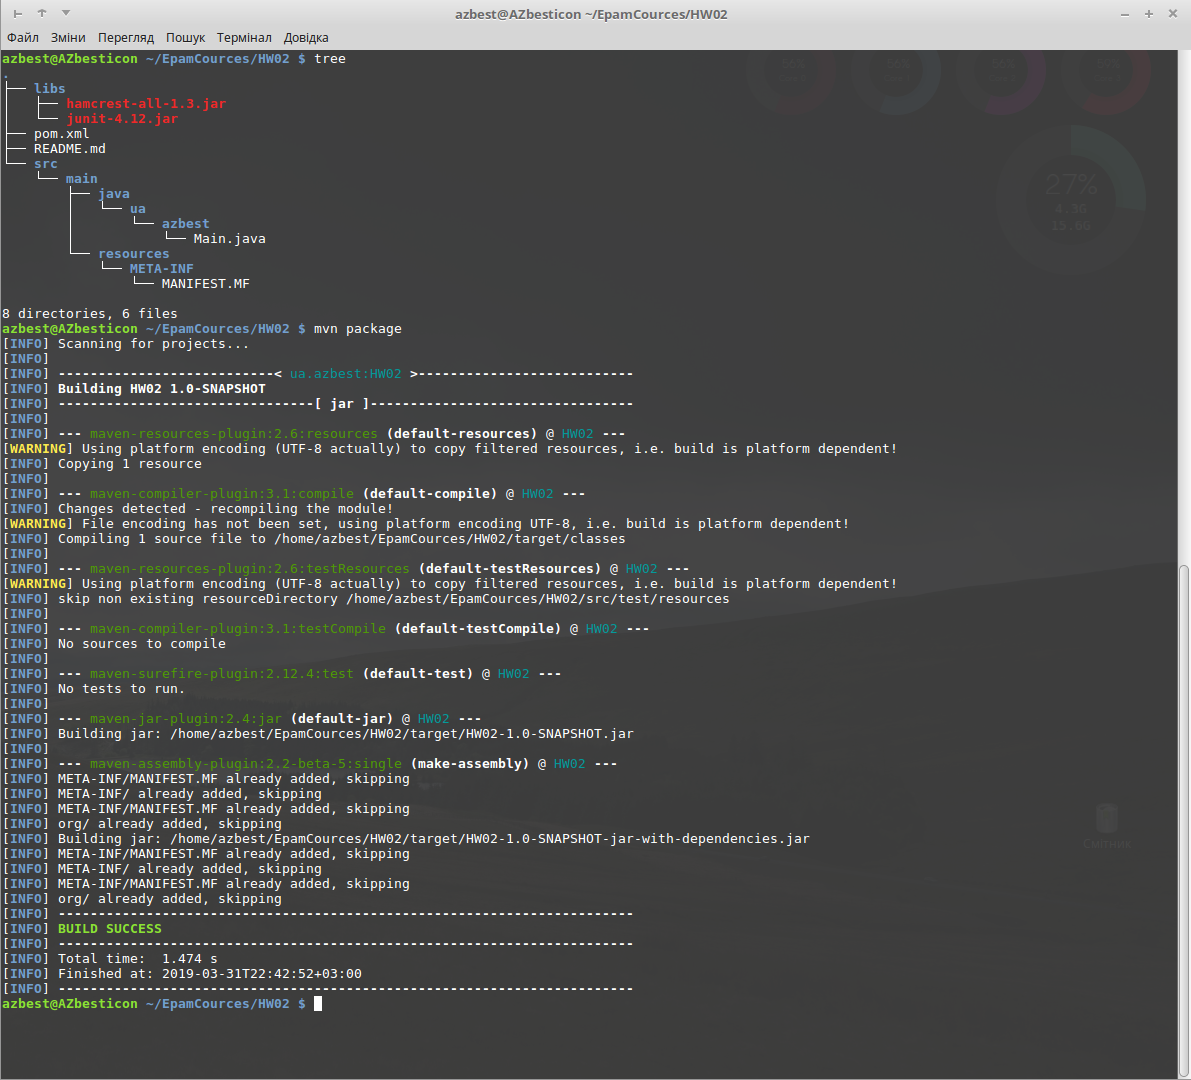 azbest@AZbesticon ~/EpamCources/HW02
Файл Зміни Перегляд Пошук Термінал Довідка
azbest@AZbesticon ~/EpamCources/HW02 $ tree
.
├── libs
│   ├── hamcrest-all-1.3.jar
│   └── junit-4.12.jar
├── pom.xml
├── README.md
└── src
    └── main
        ├── java
        │   └── ua
        │       └── azbest
        │           └── Main.java
        └── resources
            └── META-INF
                └── MANIFEST.MF
8 directories, 6 files
azbest@AZbesticon ~/EpamCources/HW02 $ mvn package
[INFO] Scanning for projects...
[INFO]
[INFO] ---------------------------< ua.azbest:HW02 >---------------------------
[INFO] Building HW02 1.0-SNAPSHOT
[INFO] --------------------------------[ jar ]---------------------------------
[INFO]
[INFO] --- maven-resources-plugin:2.6:resources (default-resources) @ HW02 ---
[WARNING] Using platform encoding (UTF-8 actually) to copy filtered resources, i.e. build is platform dependent!
[INFO] Copying 1 resource
[INFO]
[INFO] --- maven-compiler-plugin:3.1:compile (default-compile) @ HW02 ---
[INFO] Changes detected - recompiling the module!
[WARNING] File encoding has not been set, using platform encoding UTF-8, i.e. build is platform dependent!
[INFO] Compiling 1 source file to /home/azbest/EpamCources/HW02/target/classes
[INFO]
[INFO] --- maven-resources-plugin:2.6:testResources (default-testResources) @ HW02 ---
[WARNING] Using platform encoding (UTF-8 actually) to copy filtered resources, i.e. build is platform dependent!
[INFO] skip non existing resourceDirectory /home/azbest/EpamCources/HW02/src/test/resources
[INFO]
[INFO] --- maven-compiler-plugin:3.1:testCompile (default-testCompile) @ HW02 ---
[INFO] No sources to compile
[INFO]
[INFO] --- maven-surefire-plugin:2.12.4:test (default-test) @ HW02 ---
[INFO] No tests to run.
[INFO]
[INFO] --- maven-jar-plugin:2.4:jar (default-jar) @ HW02 ---
[INFO] Building jar: /home/azbest/EpamCources/HW02/target/HW02-1.0-SNAPSHOT.jar
[INFO]
[INFO] --- maven-assembly-plugin:2.2-beta-5:single (make-assembly) @ HW02 ---
[INFO] META-INF/MANIFEST.MF already added, skipping
[INFO] META-INF/ already added, skipping
[INFO] META-INF/MANIFEST.MF already added, skipping
[INFO] org/ already added, skipping
[INFO] Building jar: /home/azbest/EpamCources/HW02/target/HW02-1.0-SNAPSHOT-jar-with-dependencies.jar
[INFO] META-INF/MANIFEST.MF already added, skipping
[INFO] META-INF/ already added, skipping
[INFO] META-INF/MANIFEST.MF already added, skipping
[INFO] org/ already added, skipping
[INFO] ------------------------------------------------------------------------
[INFO] BUILD SUCCESS
[INFO] ------------------------------------------------------------------------
[INFO] Total time:  1.474 s
[INFO] Finished at: 2019-03-31T22:42:52+03:00
[INFO] ------------------------------------------------------------------------
azbest@AZbesticon ~/EpamCources/HW02 $
27%
4.3G
15.6G
Смітник